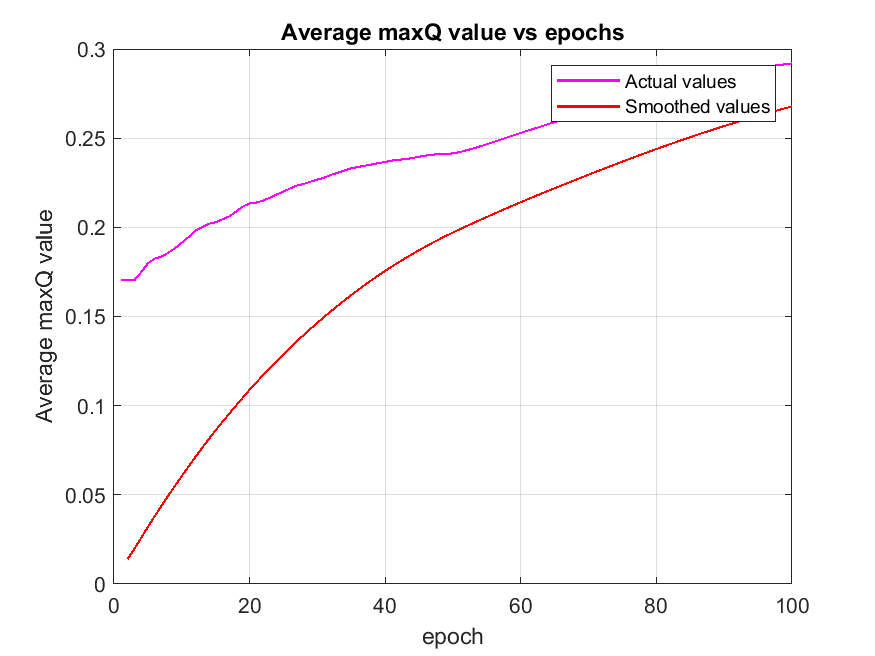 Average maxQ value vs epochs
Actual values
Smoothed values
Average maxQ value
0.3
0.25
0.2
0.15
0.1
0.05
0
0 20 40 60 80 100
epoch